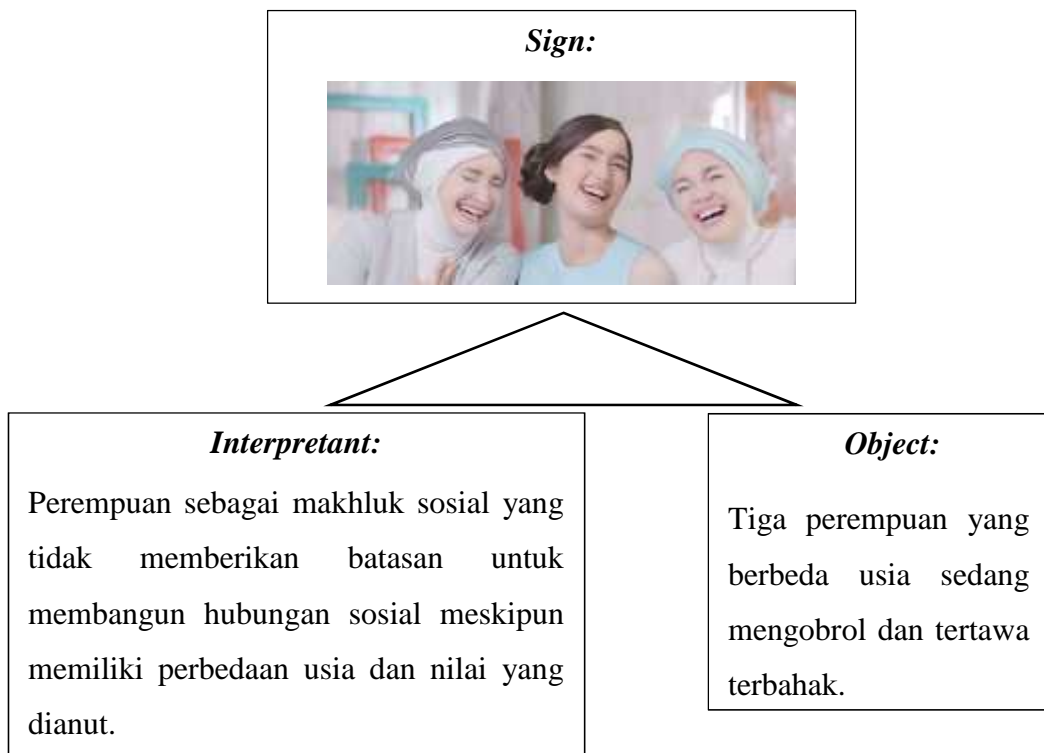 Sign:
Interpretant:
Perempuan sebagai makhluk sosial yang
tidak memberikan batasan untuk
membangun hubungan sosial meskipun
memiliki perbedaan usia dan nilai yang
dianut.
Object:
Tiga perempuan yang
berbeda usia sedang
mengobrol dan tertawa
terbahak.